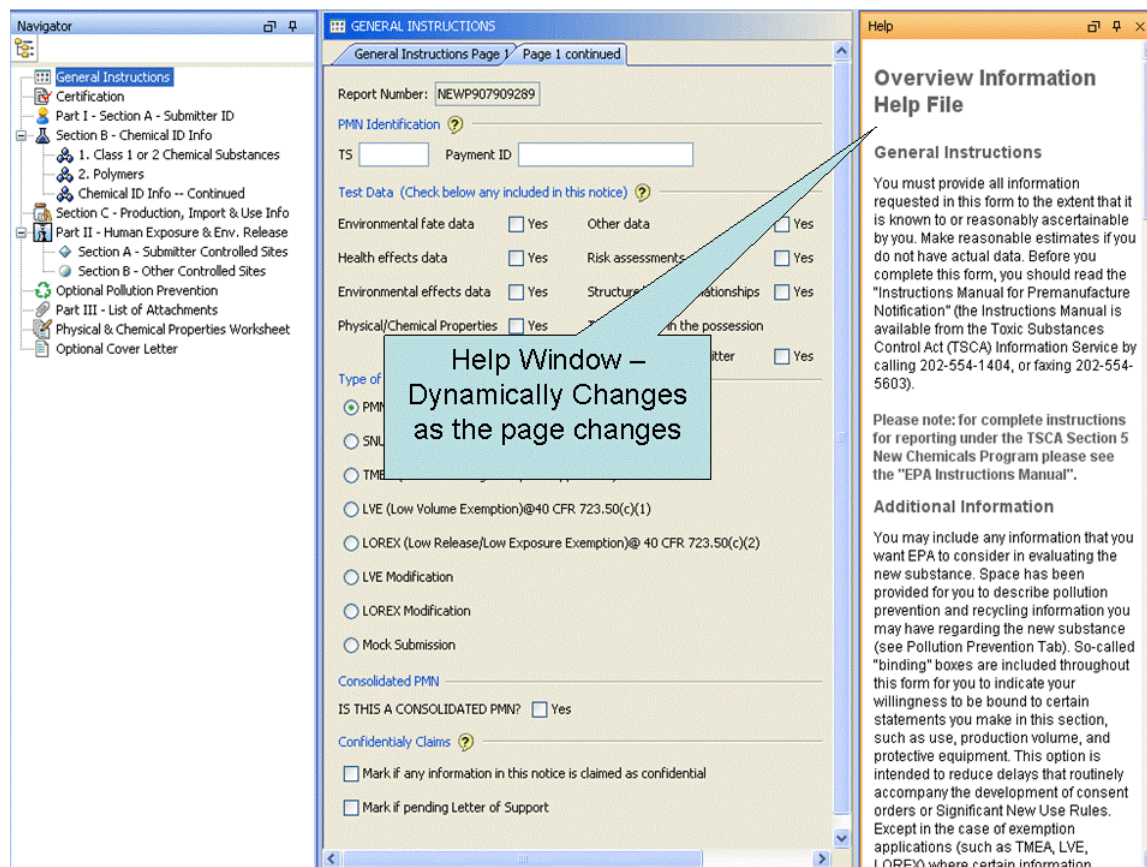 Navigator
General Instructions
Certification
Part I - Section A - Submitter ID
Section B - Chemical ID Info
1. Class 1 or 2 Chemical Substances
2. Polymers
Chemical ID Info -- Continued
Section C - Production, Import & Use Info
Part II - Human Exposure & Env. Release
Section A - Submitter Controlled Sites
Section B - Other Controlled Sites
Optional Pollution Prevention
Part III - List of Attachments
Physical & Chemical Properties Worksheet
Optional Cover Letter
GENERAL INSTRUCTIONS
General Instructions Page 1 Page 1 continued
Report Number: NEWP907909289
PMN Identification ?
TS Payment ID
Test Data (Check below any included in this notice) ?
Environmental fate data Yes Other data Yes
Health effects data Yes Risk assessments Yes
Environmental effects data Yes Structure ationships Yes
Physical/Chemical Properties Yes in the possession
itter Yes
Type of
PMN
SNU
TME
LVE (Low Volume Exemption)@40 CFR 723.50(c)(1)
LOREX (Low Release/Low Exposure Exemption)@ 40 CFR 723.50(c)(2)
LVE Modification
LOREX Modification
Mock Submission
Consolidated PMN
IS THIS A CONSOLIDATED PMN? Yes
Confidentialy Claims ?
Mark if any information in this notice is claimed as confidential
Mark if pending Letter of Support
Help Window –
Dynamically Changes
as the page changes
Help
Overview Information
Help File
General Instructions
You must provide all information
requested in this form to the extent that it
is known to or reasonably ascertainable
by you. Make reasonable estimates if you
do not have actual data. Before you
complete this form, you should read the
"Instructions Manual for Premanufacture
Notification" (the Instructions Manual is
available from the Toxic Substances
Control Act (TSCA) Information Service by
calling 202-554-1404, or faxing 202-554-
5603).
Please note: for complete instructions
for reporting under the TSCA Section 5
New Chemicals Program please see
the "EPA Instructions Manual".
Additional Information
You may include any information that you
want EPA to consider in evaluating the
new substance. Space has been
provided for you to describe pollution
prevention and recycling information you
may have regarding the new substance
(see Pollution Prevention Tab). So-called
"binding" boxes are included throughout
this form for you to indicate your
willingness to be bound to certain
statements you make in this section,
such as use, production volume, and
protective equipment. This option is
intended to reduce delays that routinely
accompany the development of consent
orders or Significant New Use Rules.
Except in the case of exemption
applications (such as TMEA, LVE,
LOREX) where certain information